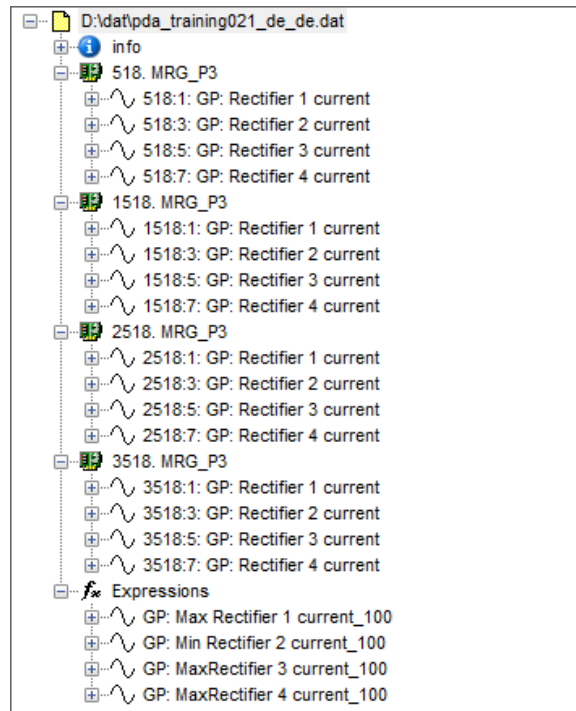 D:\dat\pda_training021_de_de.dat
info
518. MRG_P3
518:1: GP: Rectifier 1 current
518:3: GP: Rectifier 2 current
518:5: GP: Rectifier 3 current
518:7: GP: Rectifier 4 current
1518. MRG_P3
1518:1: GP: Rectifier 1 current
1518:3: GP: Rectifier 2 current
1518:5: GP: Rectifier 3 current
1518:7: GP: Rectifier 4 current
2518. MRG_P3
2518:1: GP: Rectifier 1 current
2518:3: GP: Rectifier 2 current
2518:5: GP: Rectifier 3 current
2518:7: GP: Rectifier 4 current
3518. MRG_P3
3518:1: GP: Rectifier 1 current
3518:3: GP: Rectifier 2 current
3518:5: GP: Rectifier 3 current
3518:7: GP: Rectifier 4 current
fx Expressions
GP: Max Rectifier 1 current_100
GP: Min Rectifier 2 current_100
GP: MaxRectifier 3 current_100
GP: MaxRectifier 4 current_100